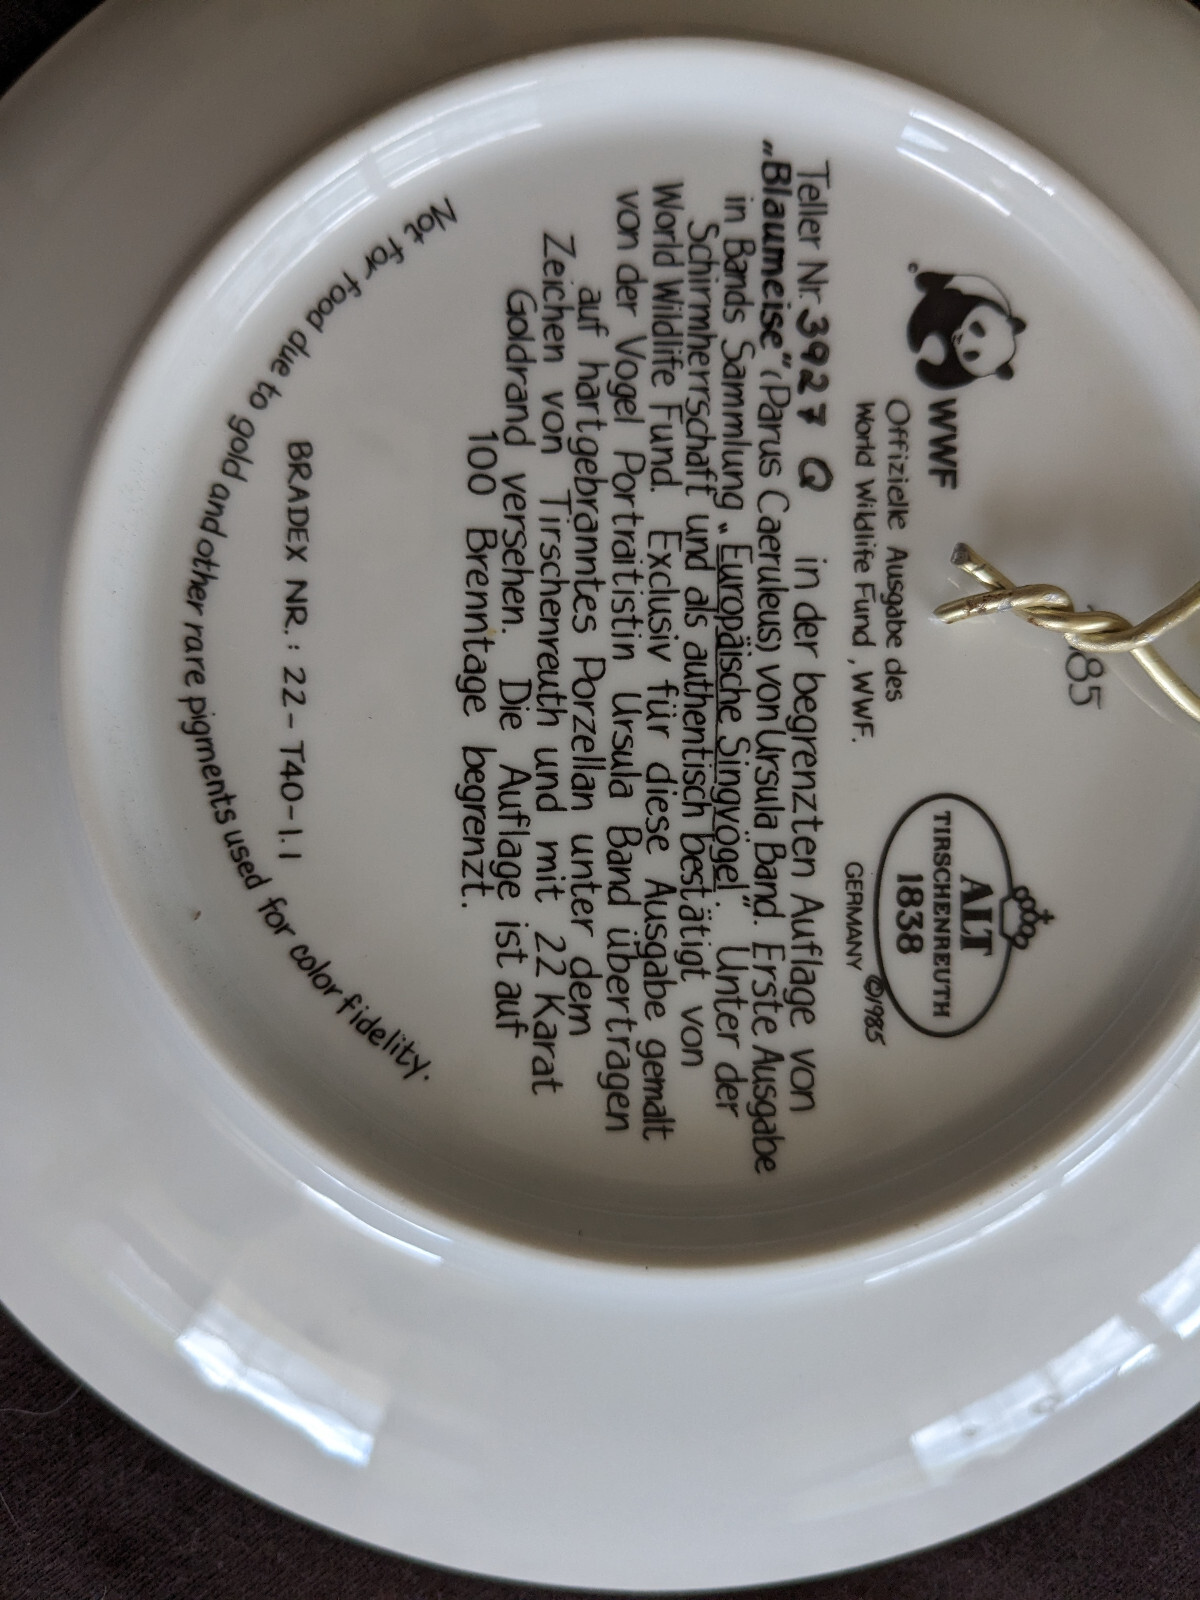 85
WWF
Offizielle Ausgabe des
World Wildlife Fund, WWF.
ALT
TIRSCHENREUTH
1838
GERMANY ©1985
Teller Nr. 3927 Q in der begrenzten Auflage von
„Blaumeise“ (Parus Caeruleus) von Ursula Band. Erste Ausgabe
in Bands Sammlung „Europäische Singvögel“. Unter der
Schirmherrschaft und als authentisch bestätigt von
World Wildlife Fund. Exclusiv für diese Ausgabe gemalt
von der Vogel Portraitistin Ursula Band übertragen
auf hartgebranntes Porzellan unter dem
Zeichen von Tirschenreuth und mit 22 Karat
Goldrand versehen. Die Auflage ist auf
100 Brenntage begrenzt.
BRADEX NR.: 22-T40-1.1
Not for food due to gold and other rare pigments used for color fidelity.